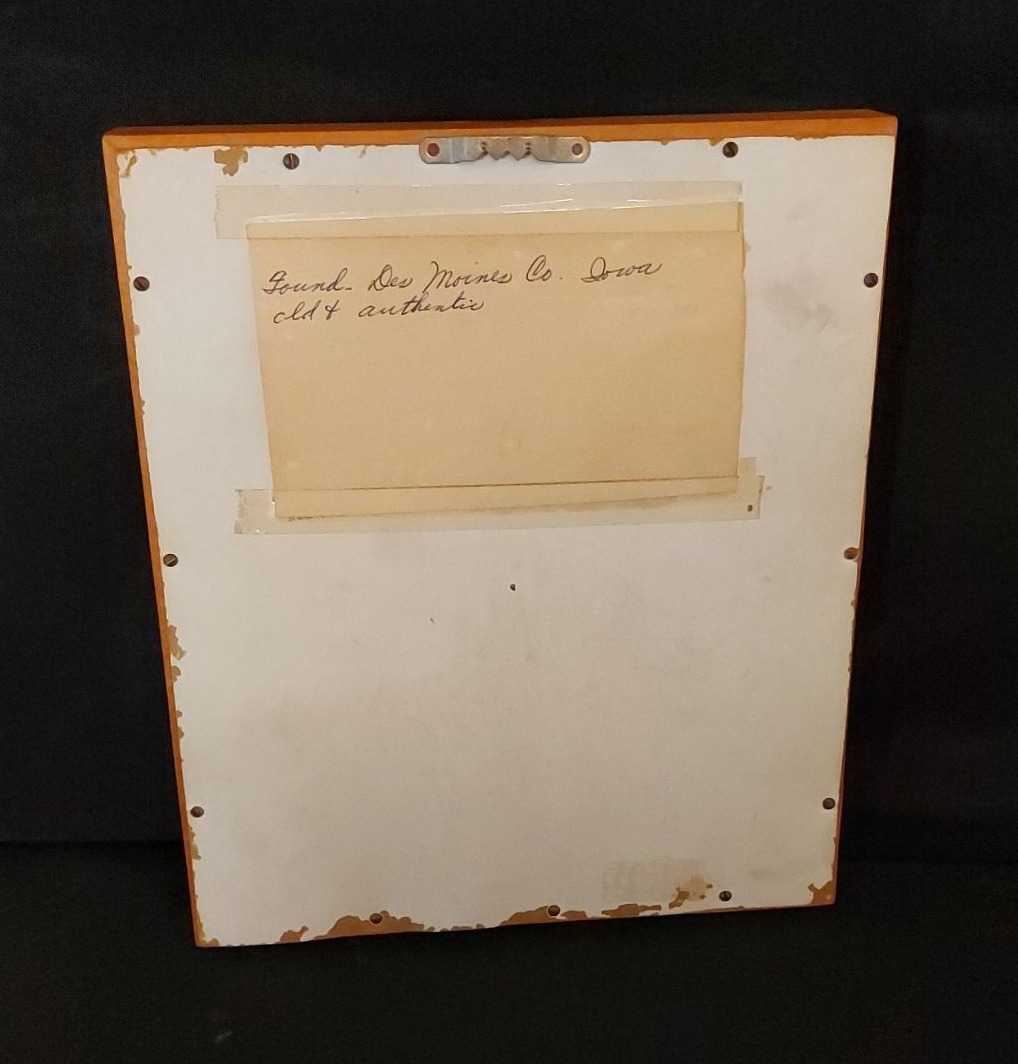 Found - Des Moines Co. Iowa
old & authentic